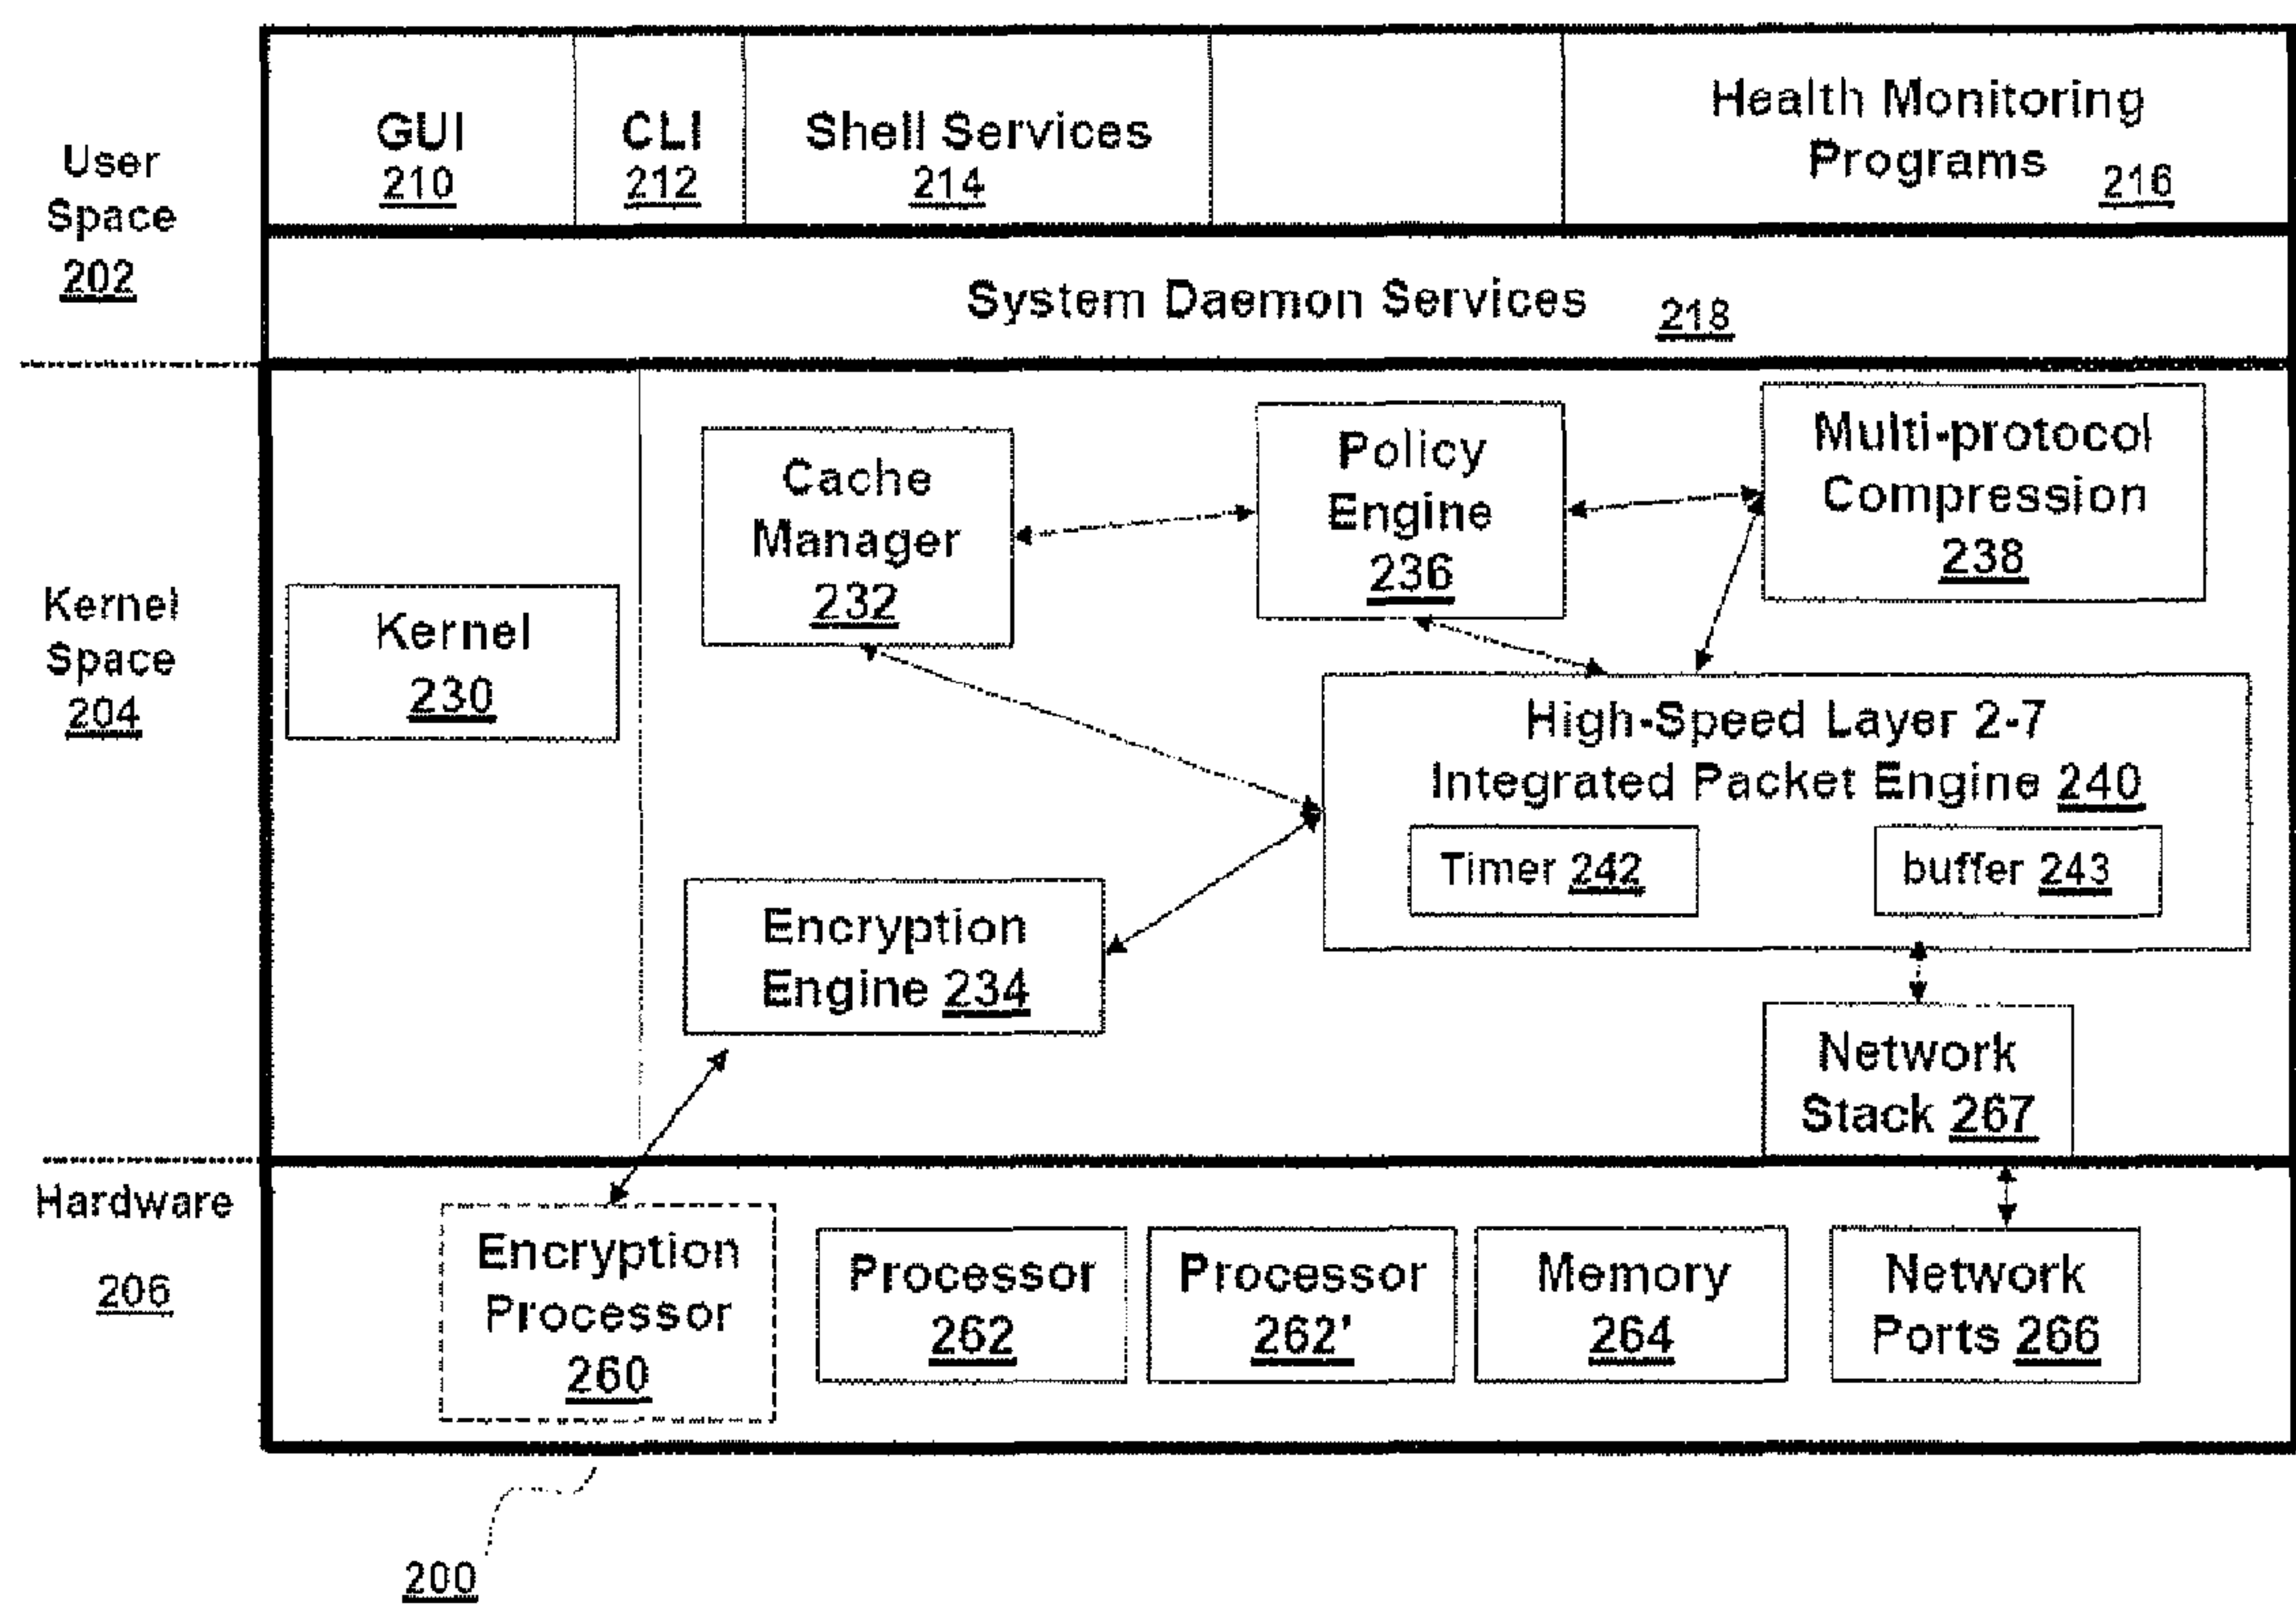 User
Space
202
GUI
210
CLI
212
Shell Services
214
Health Monitoring
Programs 216
System Daemon Services 218
Kernel
Space
204
Kernel
230
Cache
Manager
232
Policy
Engine
236
Multi-protocol
Compression
238
High-Speed Layer 2-7
Integrated Packet Engine 240
Timer 242
buffer 243
Encryption
Engine 234
Network
Stack 267
Hardware
206
Encryption
Processor
260
Processor
262
Processor
262'
Memory
264
Network
Ports 266
200